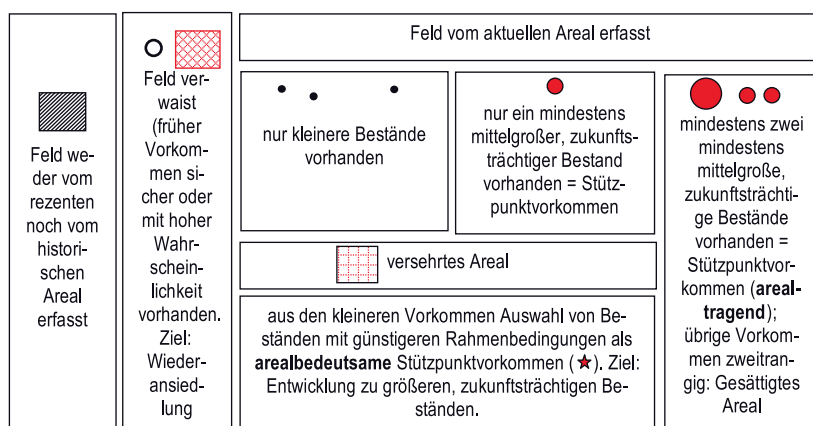 Feld we-
der vom
rezenten
noch vom
histori-
schen
Areal
erfasst
Feld ver-
waist
(früher
Vorkom-
men si-
cher oder
mit hoher
Wahr-
schein-
lichkeit
vorhanden.
Ziel:
Wieder-
ansied-
lung
Feld vom aktuellen Areal erfasst
nur kleinere Bestände
vorhanden
nur ein mindestens
mittelgroßer, zukunfts-
trächtiger Bestand
vorhanden = Stütz-
punktvorkommen
versehrtes Areal
aus den kleineren Vorkommen Auswahl von Be-
ständen mit günstigeren Rahmenbedingungen als
arealbedeutsame Stützpunktvorkommen (★). Ziel:
Entwicklung zu größeren, zukunftsträchtigen Be-
ständen.
mindestens zwei
mindestens
mittelgroße,
zukunftsträchti-
ge Bestände
vorhanden =
Stützpunktvor-
kommen (areal-
tragend);
übrige Vorkom-
men zweitran-
gig: Gesättigtes
Areal